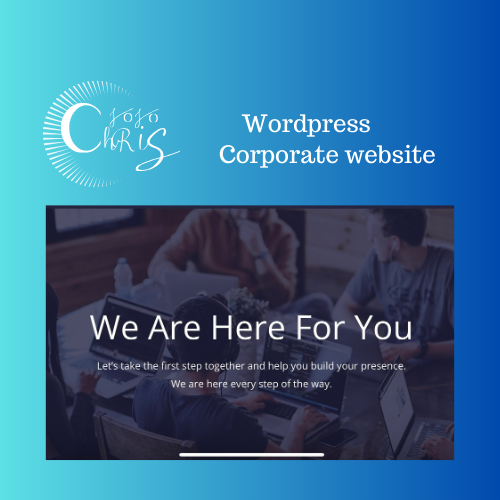 JoJo
ChRiS
Wordpress
Corporate website
We Are Here For You
Let's take the first step together and help you build your presence.
We are here every step of the way.